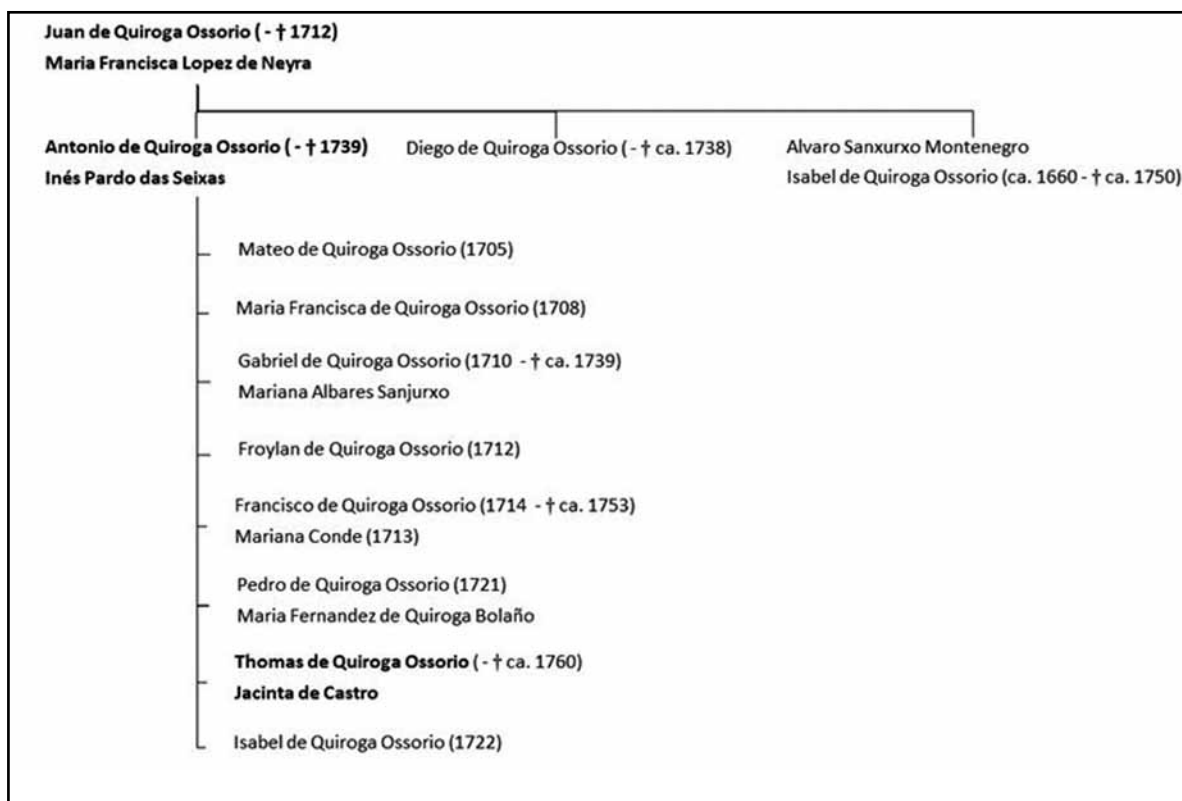 Juan de Quiroga Ossorio ( - † 1712)
Maria Francisca Lopez de Neyra
Antonio de Quiroga Ossorio ( - † 1739)
Inés Pardo das Seixas
Diego de Quiroga Ossorio ( - † ca. 1738)
Alvaro Sanxurxo Montenegro
Isabel de Quiroga Ossorio (ca. 1660 - † ca. 1750)
Mateo de Quiroga Ossorio (1705)
Maria Francisca de Quiroga Ossorio (1708)
Gabriel de Quiroga Ossorio (1710 - † ca. 1739)
Mariana Albares Sanjurxo
Froylan de Quiroga Ossorio (1712)
Francisco de Quiroga Ossorio (1714 - † ca. 1753)
Mariana Conde (1713)
Pedro de Quiroga Ossorio (1721)
Maria Fernandez de Quiroga Bolaño
Thomas de Quiroga Ossorio ( - † ca. 1760)
Jacinta de Castro
Isabel de Quiroga Ossorio (1722)